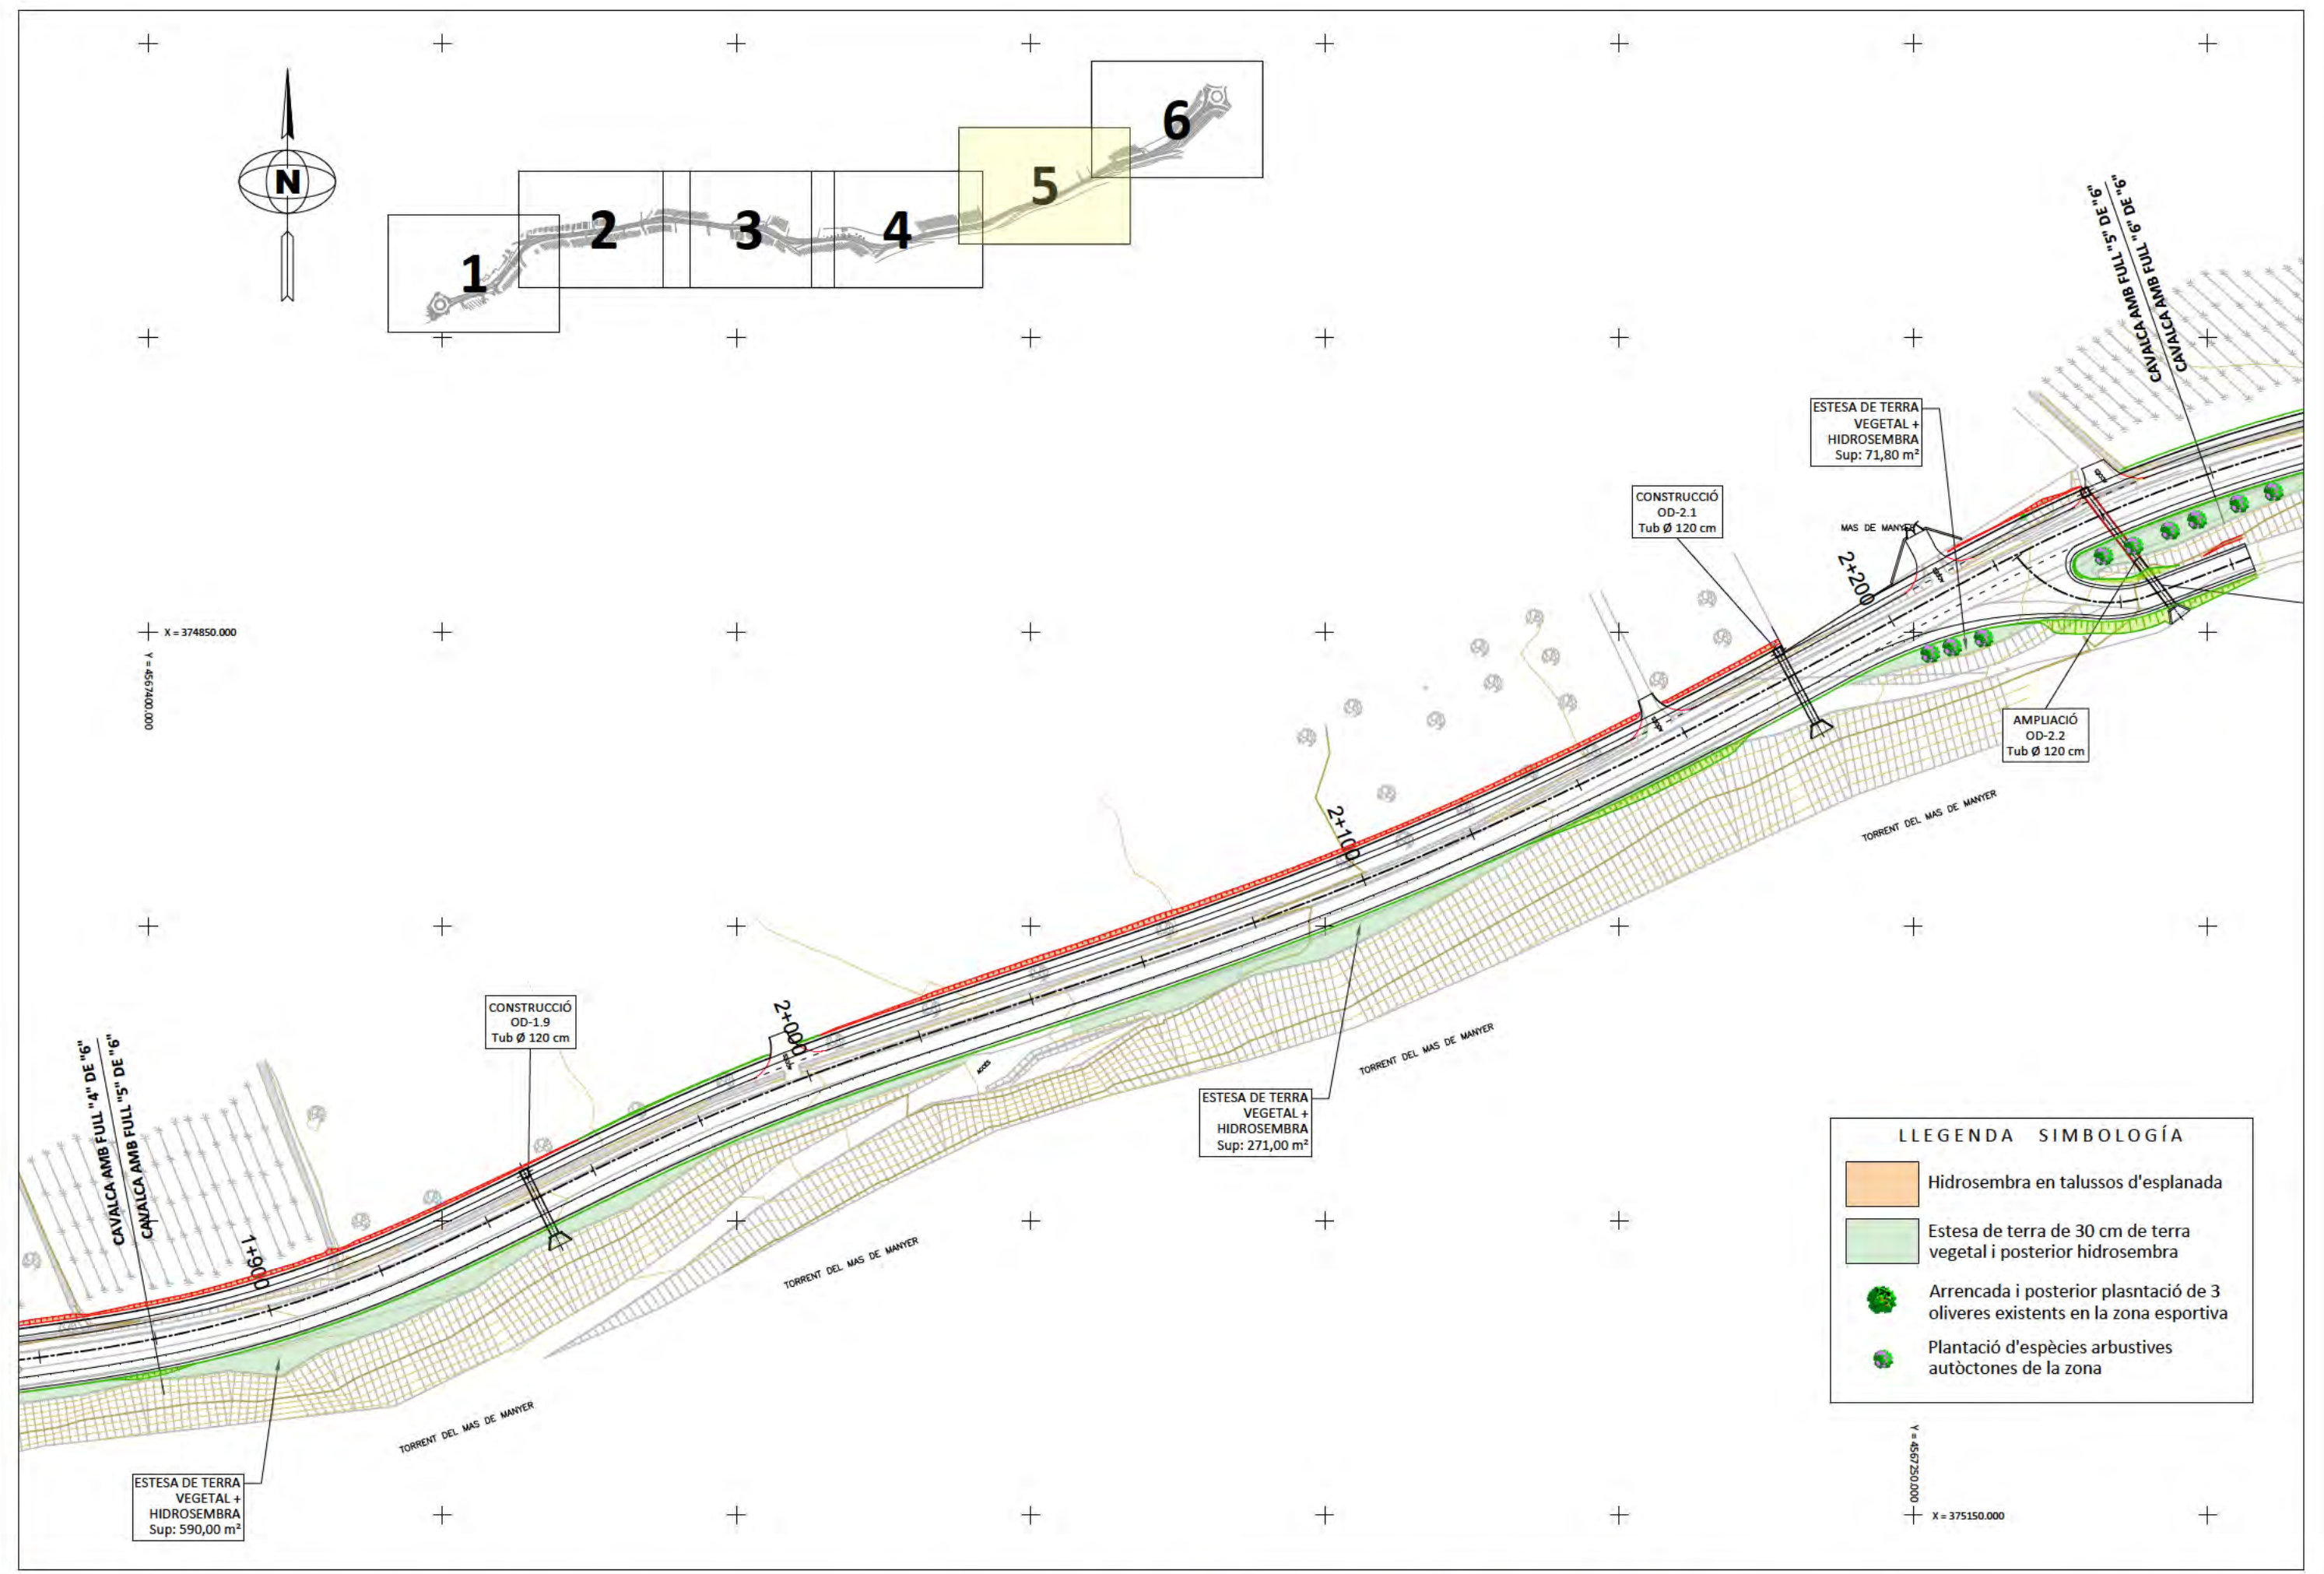 N
1
2
3
4
5
6
CAVALCA AMB FULL "5" DE "6"
CAVALCA AMB FULL "6" DE "6"
ESTESA DE TERRA
VEGETAL +
HIDROSEMBRA
Sup: 71,80 m²
CONSTRUCCIÓ
OD-2.1
Tub Ø 120 cm
MAS DE MANYER
2+200
X = 374850.000
Y = 4567400.000
AMPLIACIÓ
OD-2.2
Tub Ø 120 cm
TORRENT DEL MAS DE MANYER
2+100
CONSTRUCCIÓ
OD-1.9
Tub Ø 120 cm
2+000
ACCÉS
TORRENT DEL MAS DE MANYER
CAVALCA AMB FULL "4" DE "6"
CAVALCA AMB FULL "5" DE "6"
ESTESA DE TERRA
VEGETAL +
HIDROSEMBRA
Sup: 271,00 m²
1+900
TORRENT DEL MAS DE MANYER
TORRENT DEL MAS DE MANYER
ESTESA DE TERRA
VEGETAL +
HIDROSEMBRA
Sup: 590,00 m²
LLEGENDA SIMBOLOGÍA
Hidrosembra en talussos d'esplanada
Estesa de terra de 30 cm de terra
vegetal i posterior hidrosembra
Arrencada i posterior plasntació de 3
oliveres existents en la zona esportiva
Plantació d'espècies arbustives
autòctones de la zona
Y = 4567250.000
X = 375150.000